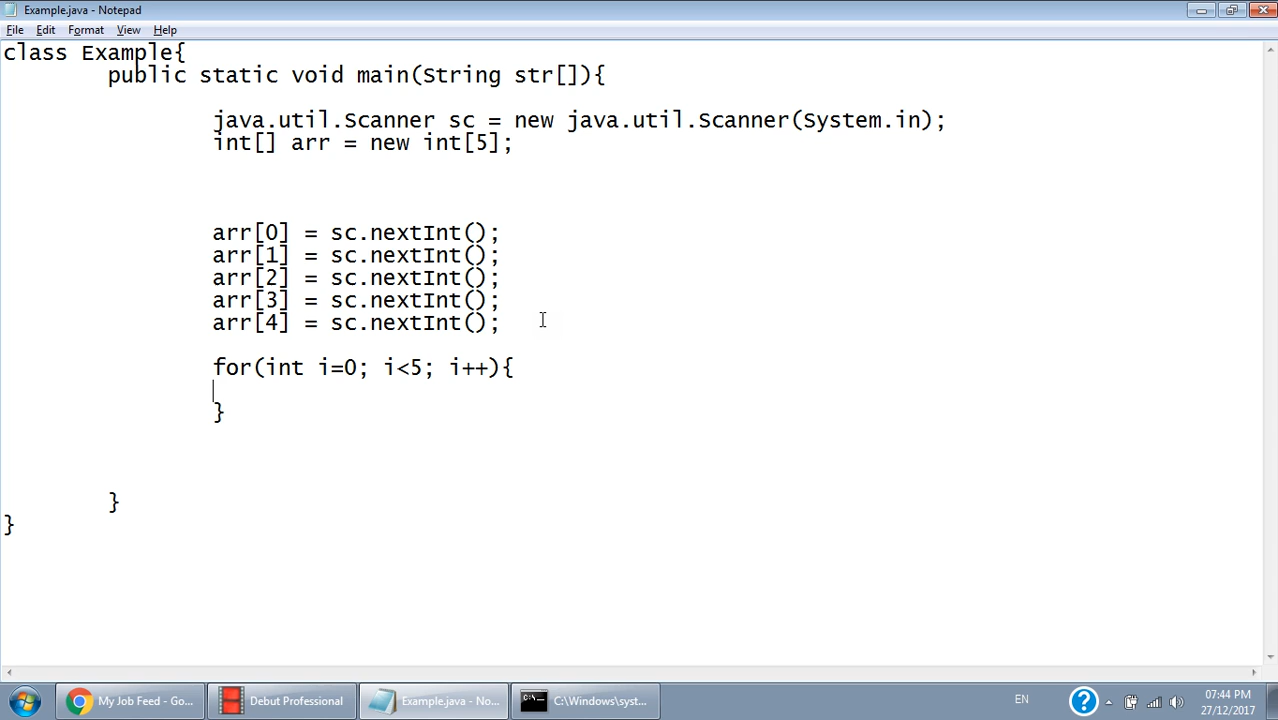 Example.java - Notepad
File Edit Format View Help
class Example{
public static void main(String str[]){
java.util.Scanner sc = new java.util.Scanner(System.in);
int[] arr = new int[5];
arr[0] = sc.nextInt();
arr[1] = sc.nextInt();
arr[2] = sc.nextInt();
arr[3] = sc.nextInt();
arr[4] = sc.nextInt();
for(int i=0; i<5; i++){
}
}
}
My Job Feed - Go... Debut Professional Example.java - No... C:\Windows\syst... EN 07:44 PM
27/12/2017